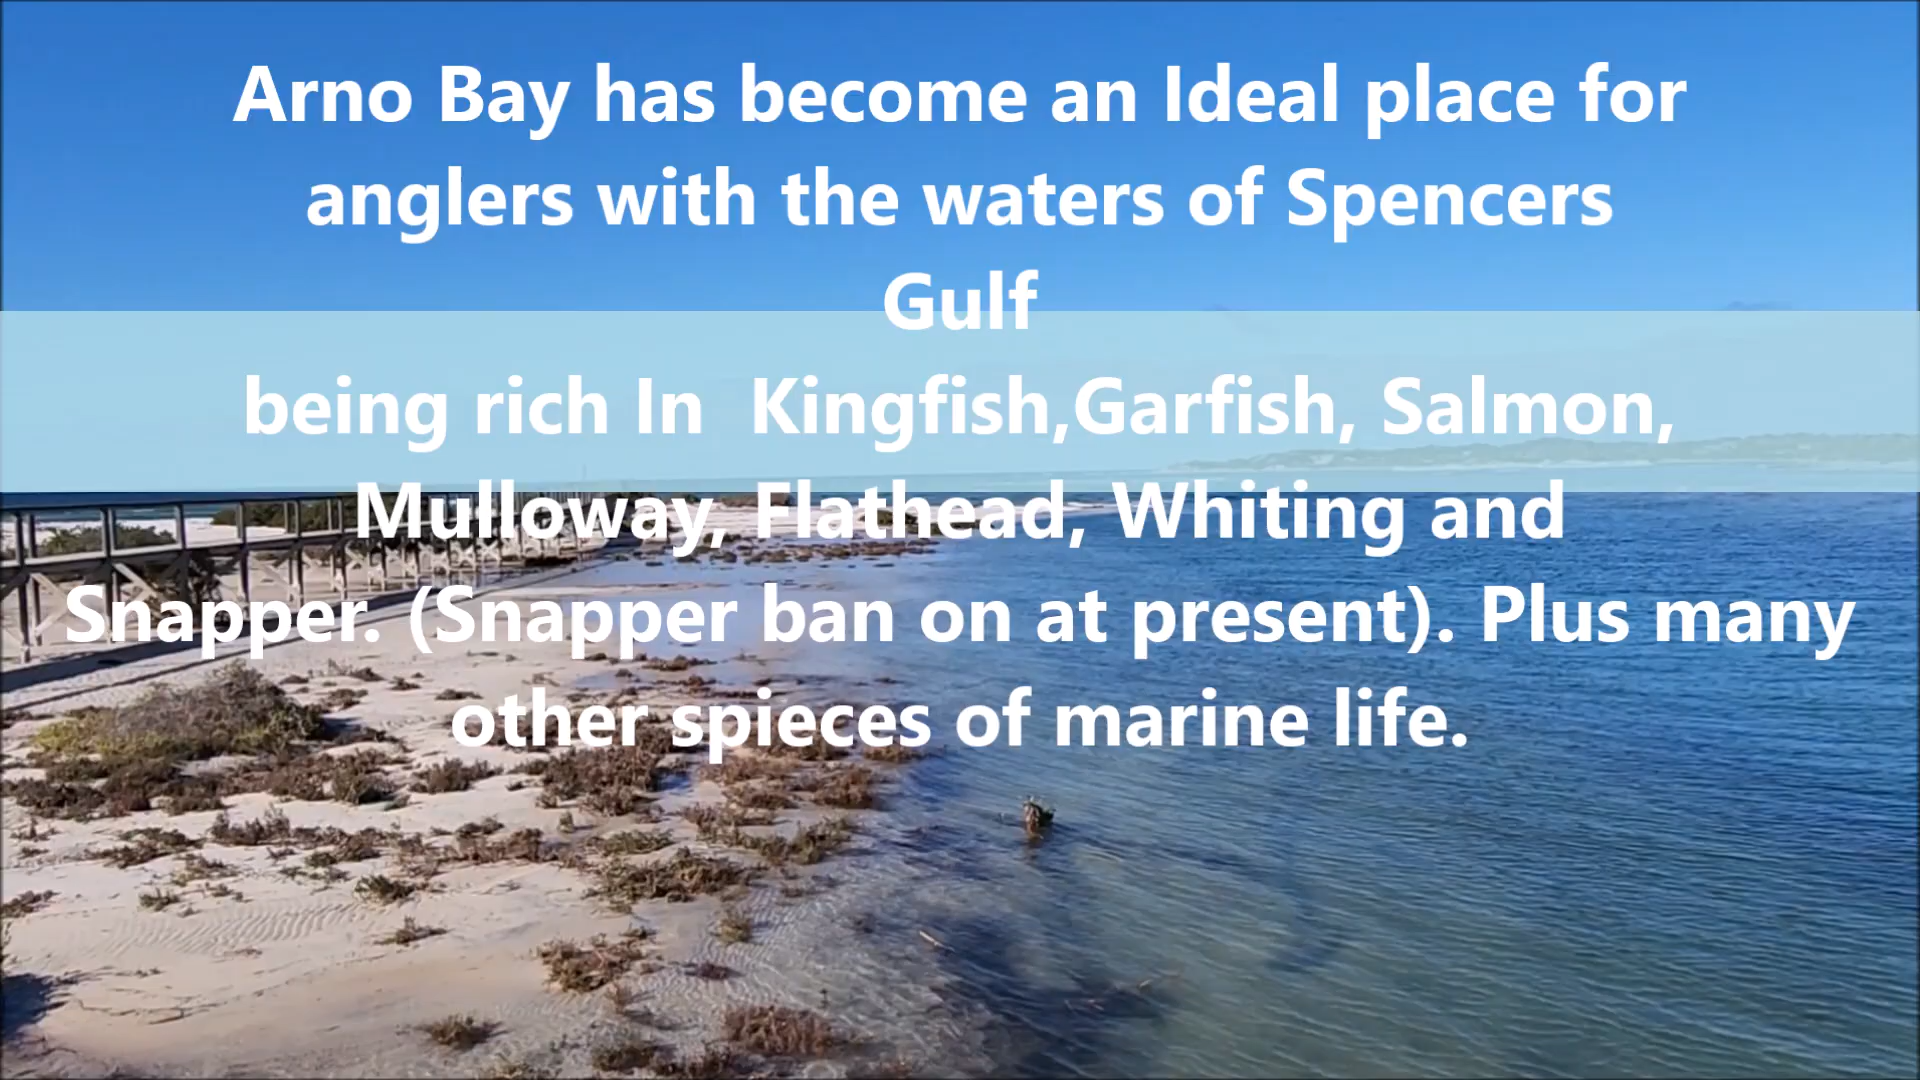 Arno Bay has become an Ideal place for
anglers with the waters of Spencers
Gulf
being rich In  Kingfish,Garfish, Salmon,
Mulloway, Flathead, Whiting and
Snapper. (Snapper ban on at present). Plus many
other spieces of marine life.